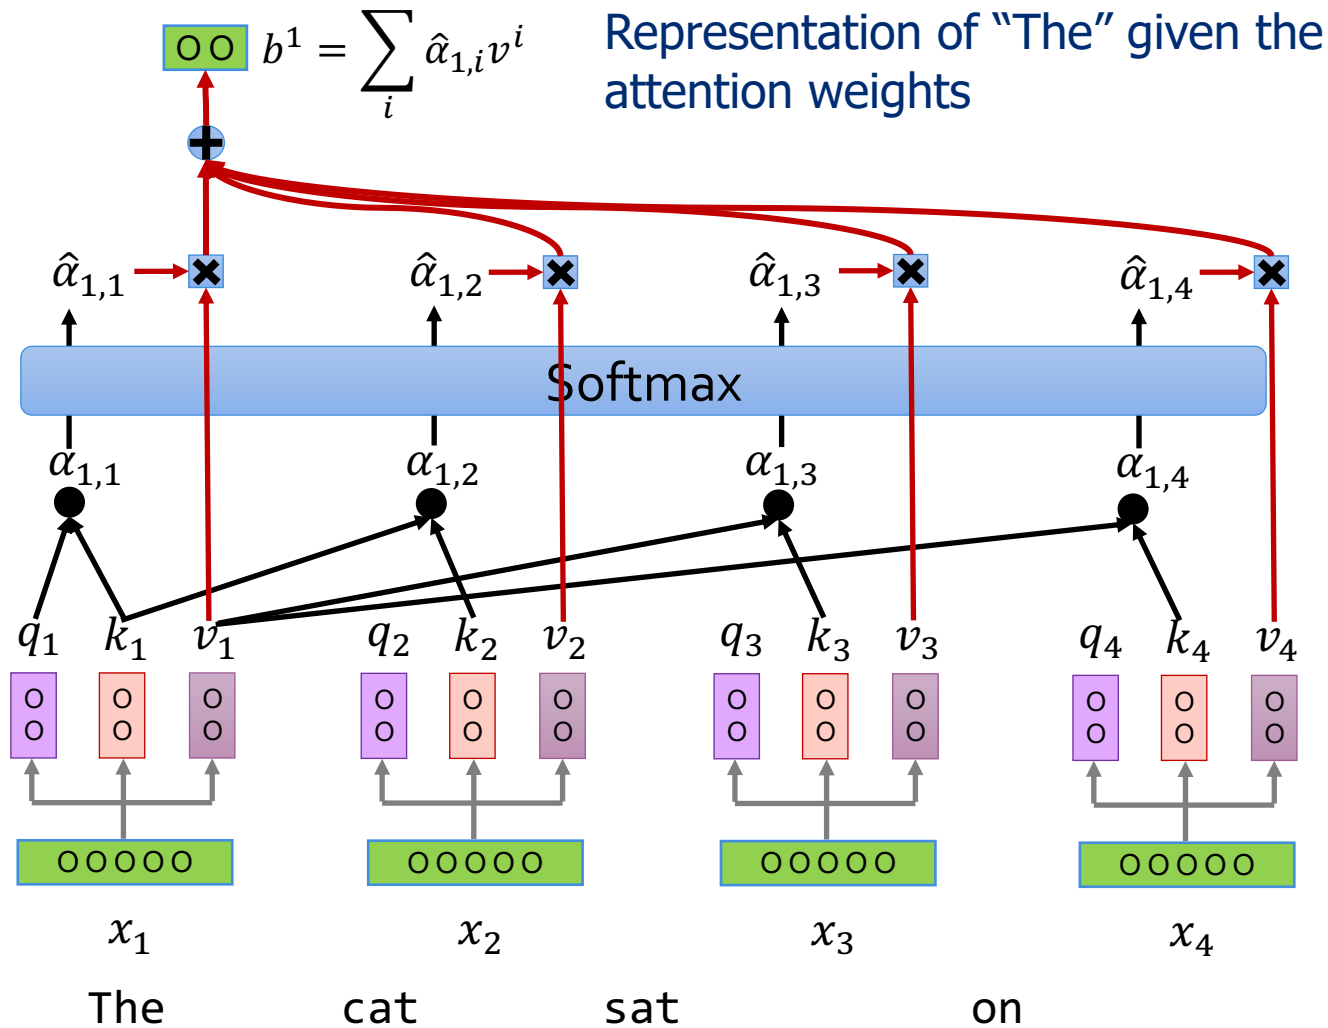 O O b¹ = ∑ᵢ α̂₁,ᵢvⁱ
Representation of “The” given the
attention weights
α̂₁,₁ α̂₁,₂ α̂₁,₃ α̂₁,₄
Softmax
α₁,₁ α₁,₂ α₁,₃ α₁,₄
q₁ k₁ v₁ q₂ k₂ v₂ q₃ k₃ v₃ q₄ k₄ v₄
O O O O O O O O O O O O
O O O O O O O O O O O O
O O O O O O O O O O O O O O O O O O O O
x₁ x₂ x₃ x₄
The cat sat on